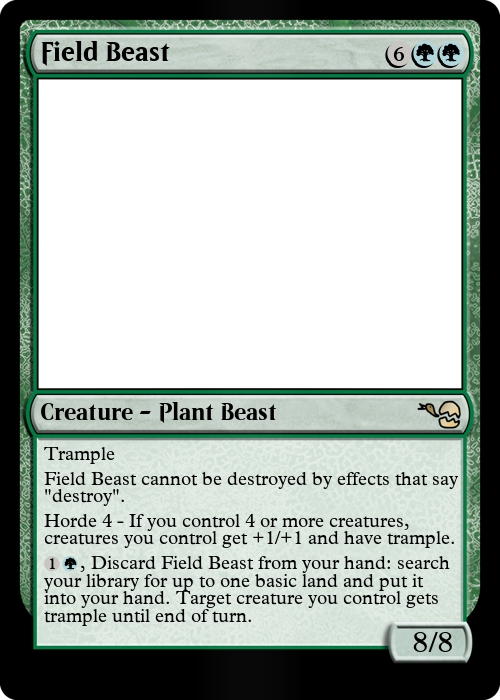 Field Beast 6
Creature - Plant Beast
Trample
Field Beast cannot be destroyed by effects that say
"destroy".
Horde 4 - If you control 4 or more creatures,
creatures you control get +1/+1 and have trample.
1 , Discard Field Beast from your hand: search
your library for up to one basic land and put it
into your hand. Target creature you control gets
trample until end of turn.
8/8